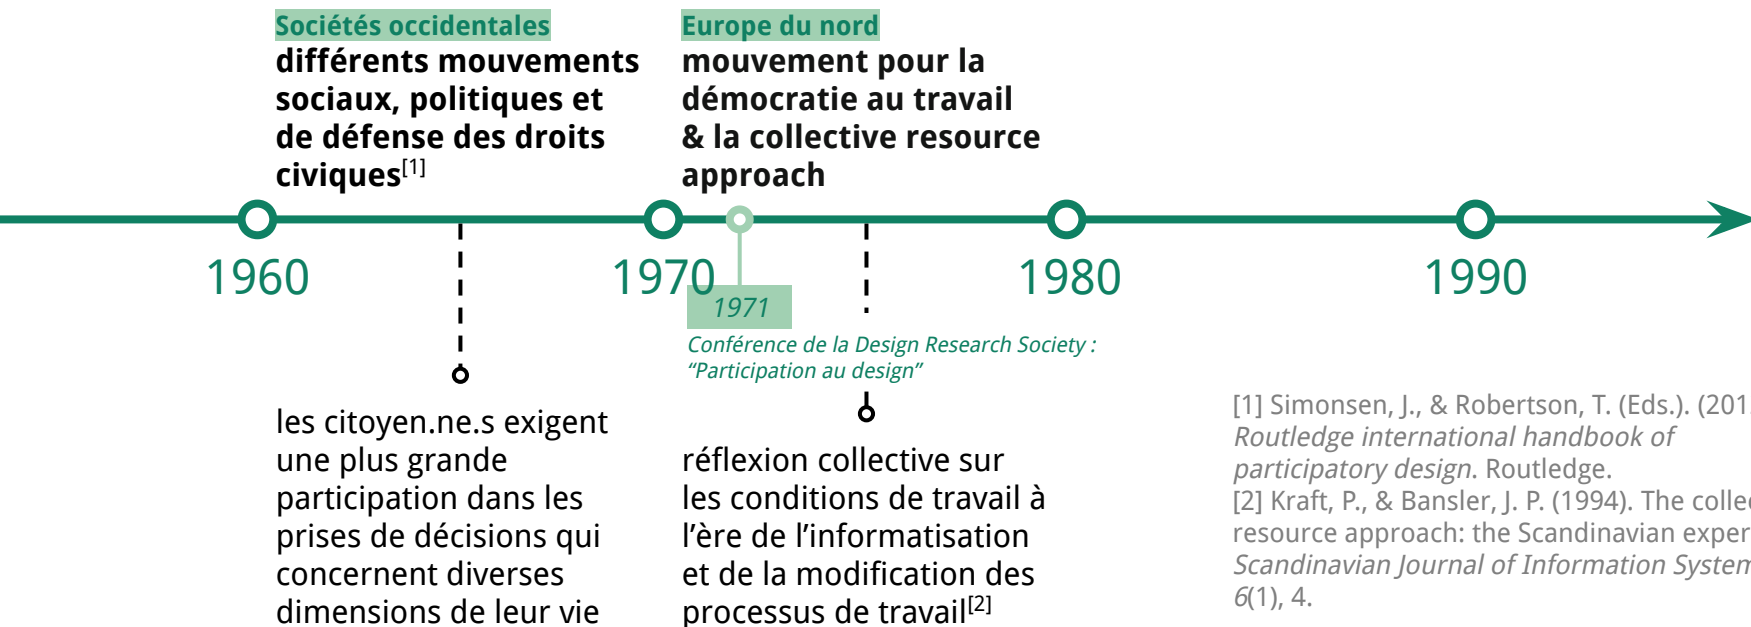 Sociétés occidentales
différents mouvements
sociaux, politiques et
de défense des droits
civiques[1]
Europe du nord
mouvement pour la
démocratie au travail
& la collective resource
approach
1960
1970
1980
1990
1971
Conférence de la Design Research Society :
“Participation au design”
les citoyen.ne.s exigent
une plus grande
participation dans les
prises de décisions qui
concernent diverses
dimensions de leur vie
réflexion collective sur
les conditions de travail à
l’ère de l’informatisation
et de la modification des
processus de travail[2]
[1] Simonsen, J., & Robertson, T. (Eds.). (201
Routledge international handbook of
participatory design. Routledge.
[2] Kraft, P., & Bansler, J. P. (1994). The collec
resource approach: the Scandinavian exper
Scandinavian Journal of Information System
6(1), 4.